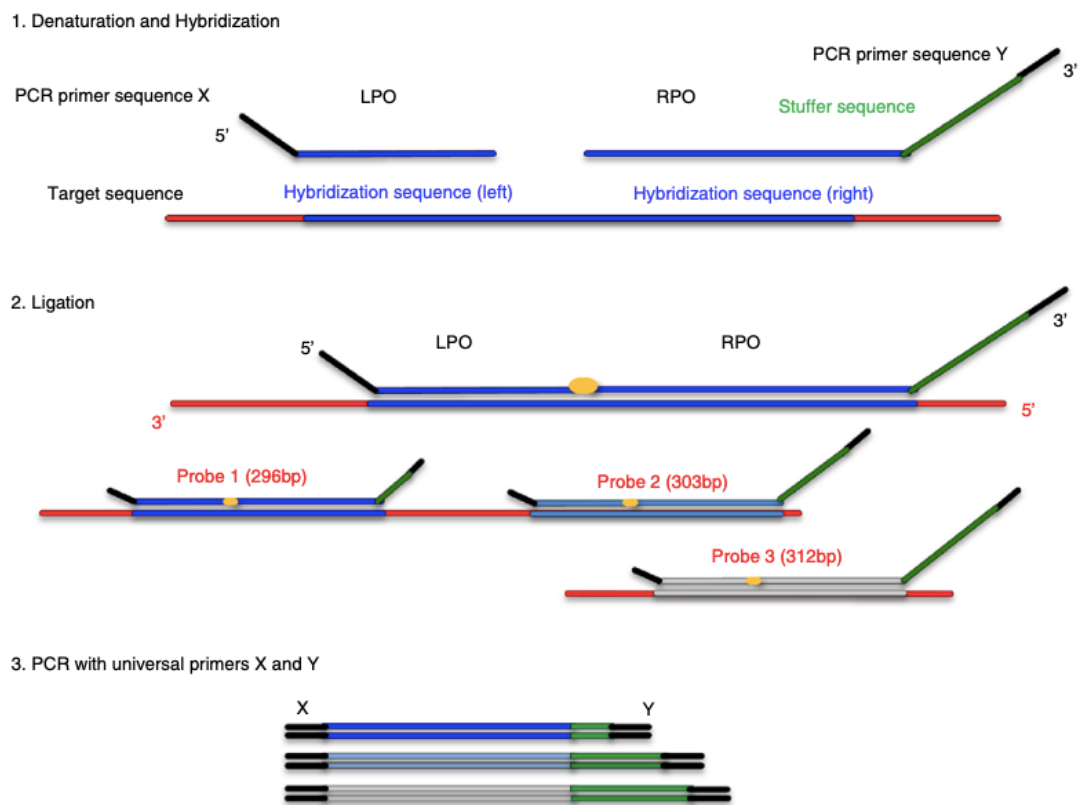 1. Denaturation and Hybridization
PCR primer sequence Y
3’
PCR primer sequence X
LPO
RPO
Stuffer sequence
5’
Target sequence
Hybridization sequence (left)
Hybridization sequence (right)
2. Ligation
3’
5’
LPO
RPO
3’
5’
Probe 1 (296bp)
Probe 2 (303bp)
Probe 3 (312bp)
3. PCR with universal primers X and Y
X
Y